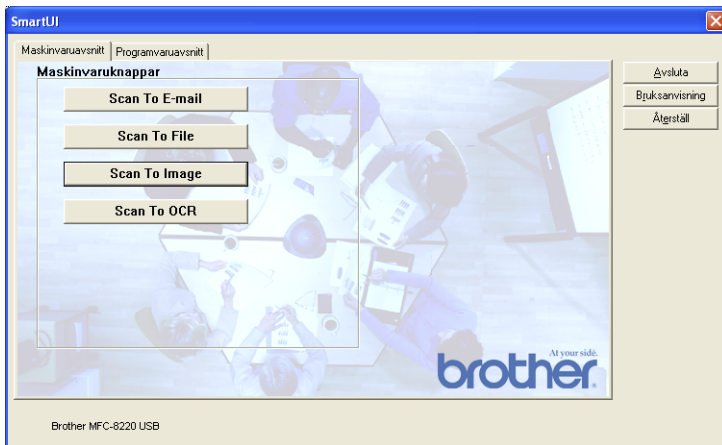 SmartUI
Maskinvaruavsnitt Programvaruavsnitt
Maskinvaruknappar
Scan To E-mail
Scan To File
Scan To Image
Scan To OCR
Avsluta
Bruksanvisning
Återställ
At your side.
brother
Brother MFC-8220 USB